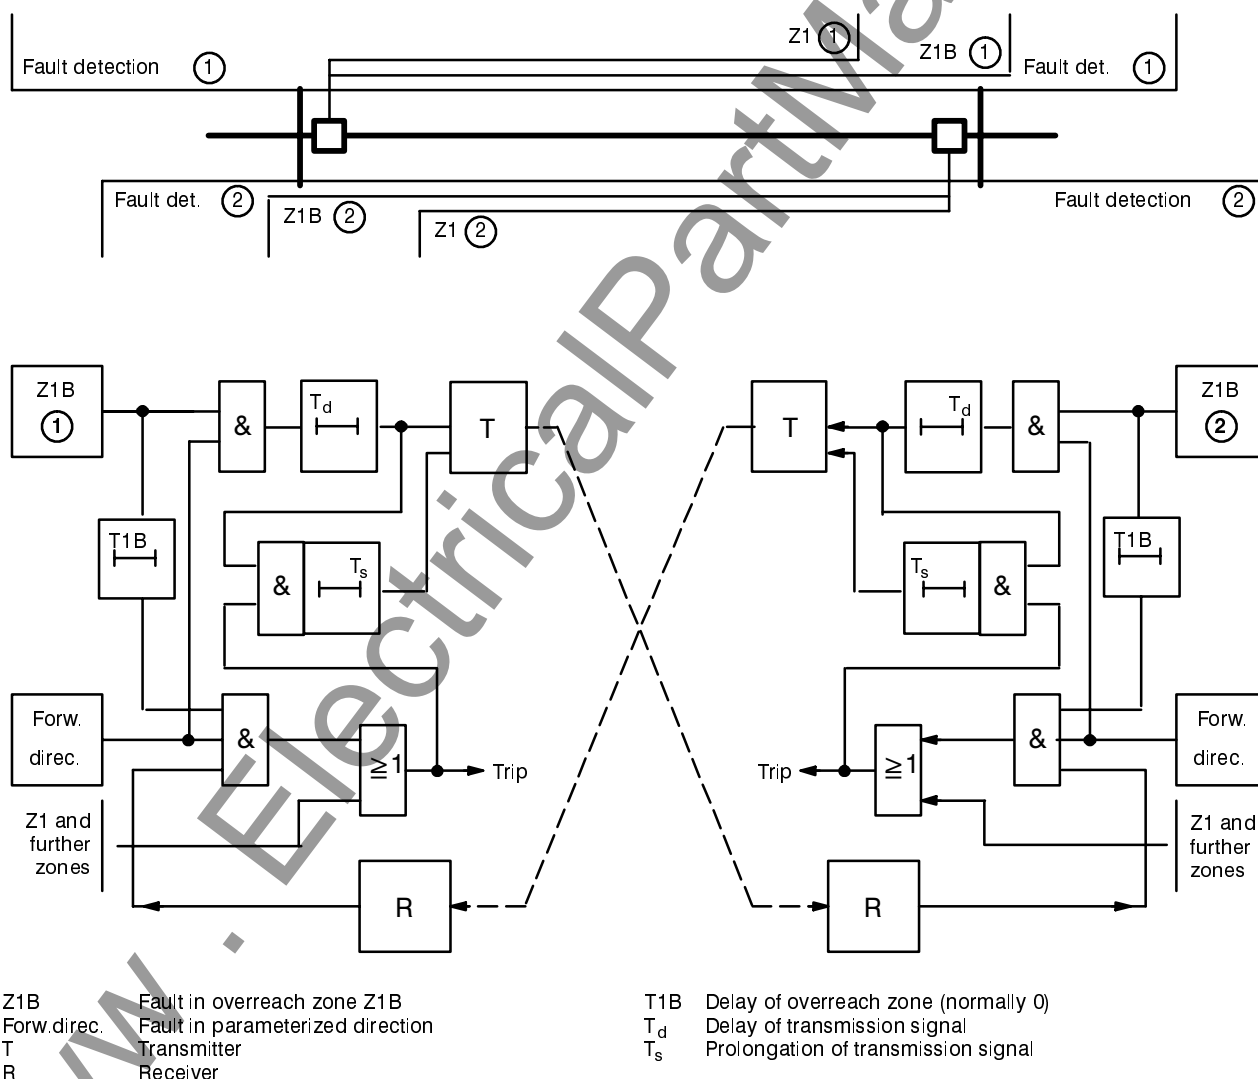 Z1 1
Z1B 1
Fault detection 1
Fault det. 1
Fault det. 2
Z1B 2
Z1 2
Fault detection 2
Z1B
1
&
Td
T
T
Td
&
Z1B
2
T1B
&
Ts
Ts
&
T1B
Forw.
direc.
&
≧1
Trip
Trip
≧1
&
Forw.
direc.
Z1 and
further
zones
Z1 and
further
zones
R
R
Z1B Fault in overreach zone Z1B
Forw.direc. Fault in parameterized direction
T Transmitter
R Receiver
T1B Delay of overreach zone (normally 0)
Td Delay of transmission signal
Ts Prolongation of transmission signal
w . ElectricalPartMa